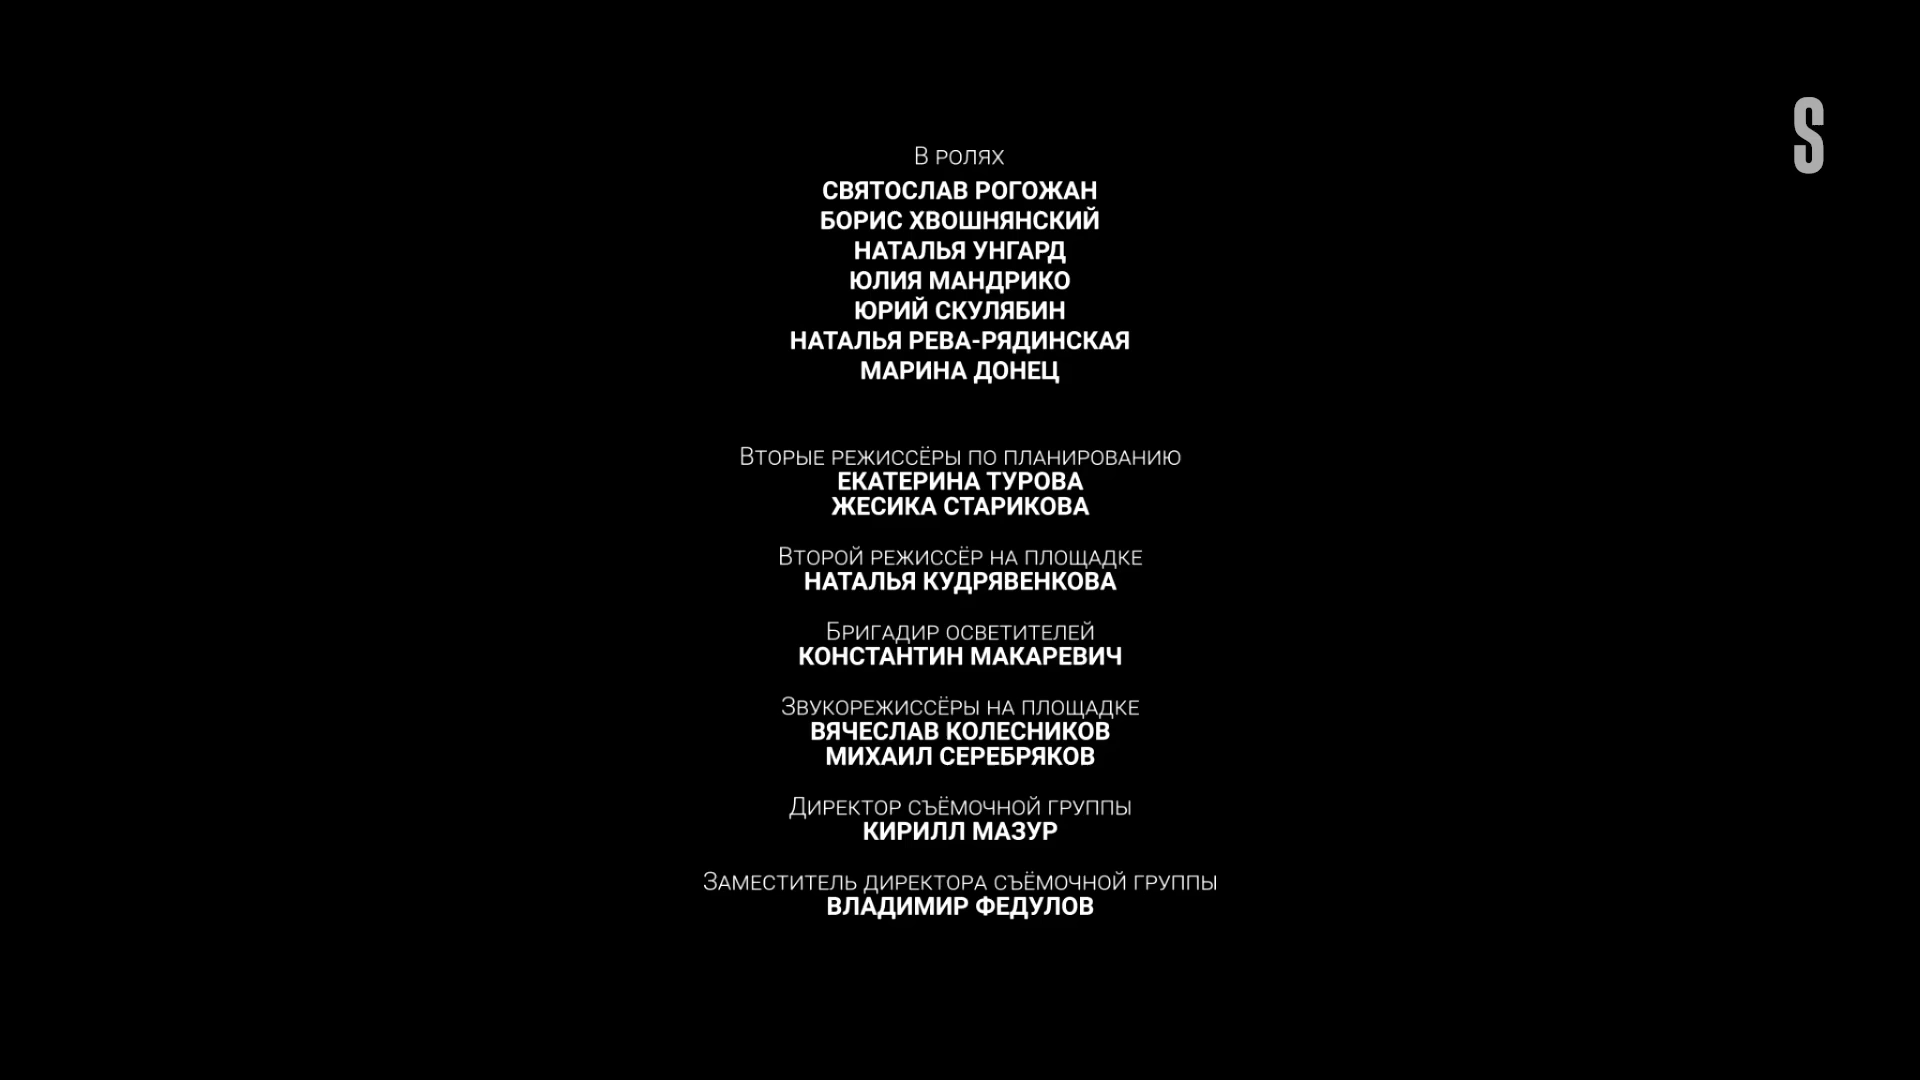 S
В ролях
СВЯТОСЛАВ РОГОЖАН
БОРИС ХВОШНЯНСКИЙ
НАТАЛЬЯ УНГАРД
ЮЛИЯ МАНДРИКО
ЮРИЙ СКУЛЯБИН
НАТАЛЬЯ РЕВА-РЯДИНСКАЯ
МАРИНА ДОНЕЦ
Вторые режиссёры по планированию
ЕКАТЕРИНА ТУРОВА
ЖЕСИКА СТАРИКОВА
Второй режиссёр на площадке
НАТАЛЬЯ КУДРЯВЕНКОВА
Бригадир осветителей
КОНСТАНТИН МАКАРЕВИЧ
Звукорежиссёры на площадке
ВЯЧЕСЛАВ КОЛЕСНИКОВ
МИХАИЛ СЕРЕБРЯКОВ
Директор съёмочной группы
КИРИЛЛ МАЗУР
Заместитель директора съёмочной группы
ВЛАДИМИР ФЕДУЛОВ